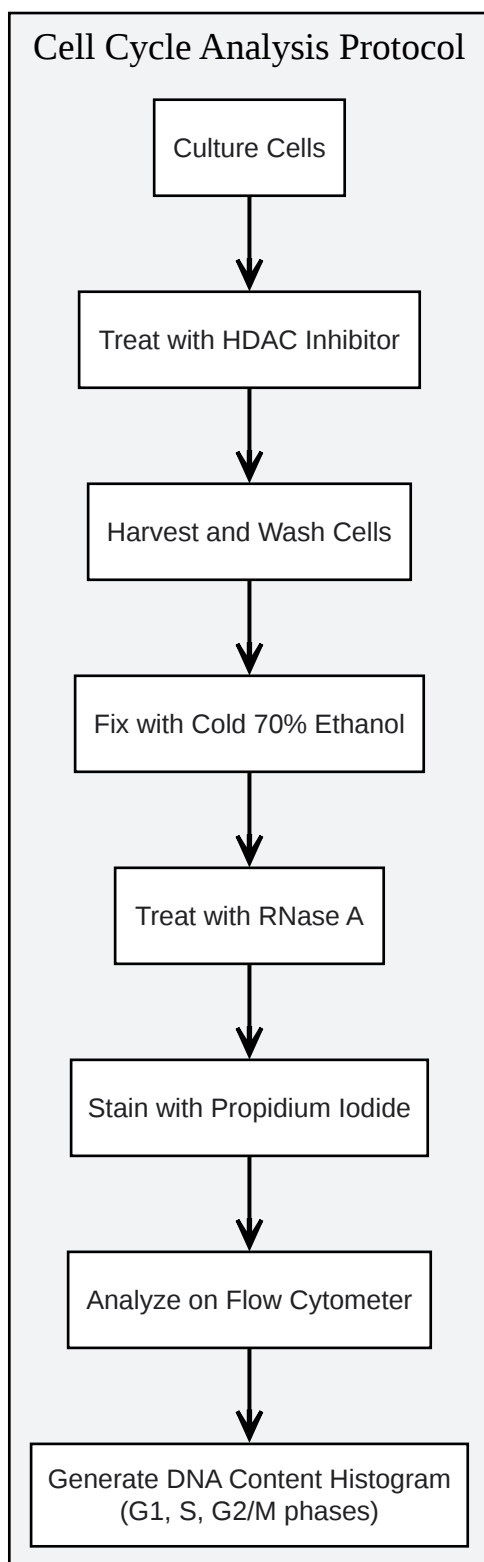 Cell Cycle Analysis Protocol
Culture Cells
Treat with HDAC Inhibitor
Harvest and Wash Cells
Fix with Cold 70% Ethanol
Treat with RNase A
Stain with Propidium Iodide
Analyze on Flow Cytometer
Generate DNA Content Histogram
(G1, S, G2/M phases)